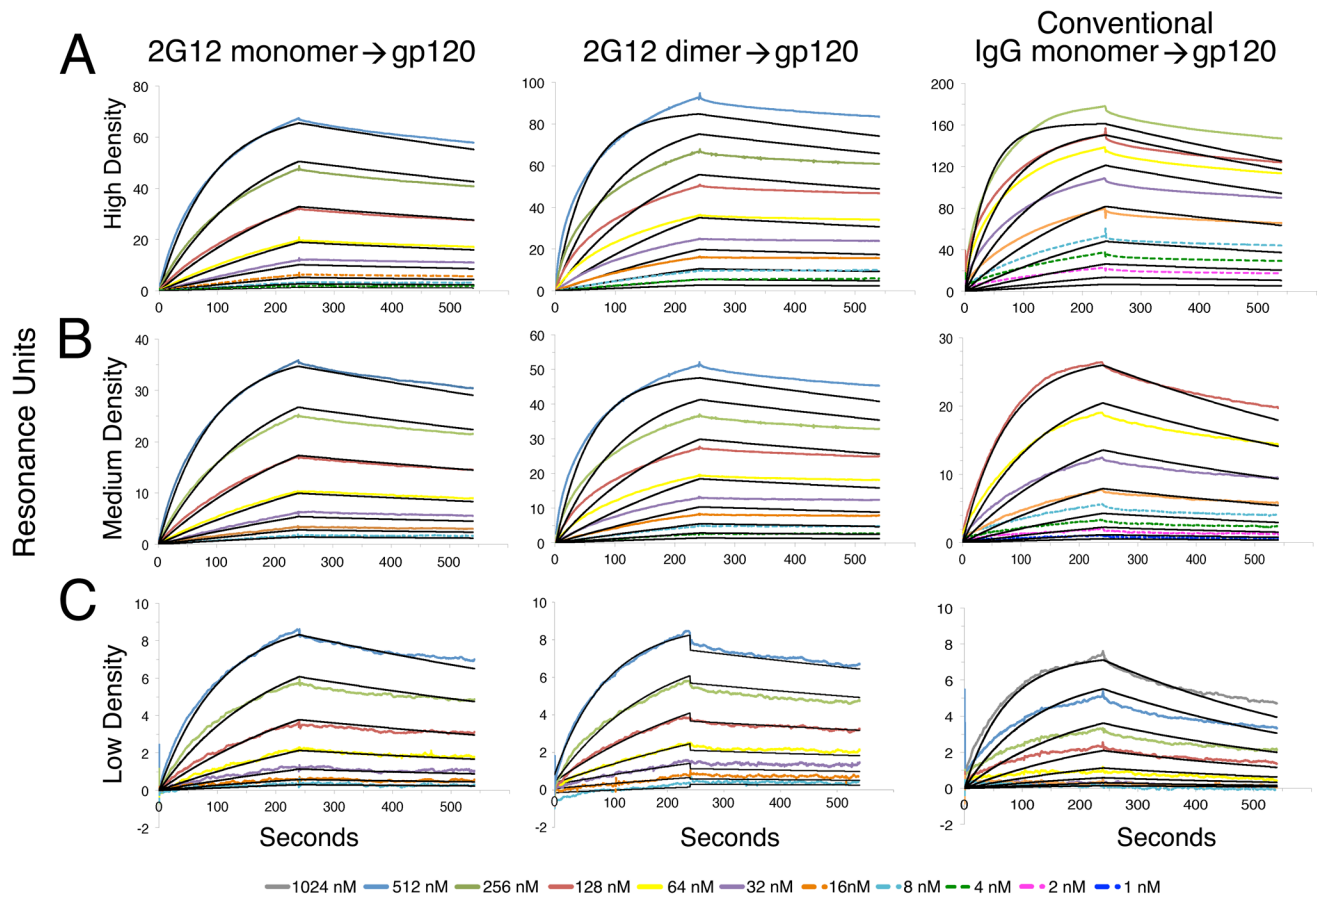 A
2G12 monomer→gp120
2G12 dimer→gp120
Conventional
IgG monomer→gp120
Resonance Units
High Density
80
60
40
20
0
0 100 200 300 400 500
100
80
60
40
20
0
0 100 200 300 400 500
200
160
120
80
40
0
0 100 200 300 400 500
B
Medium Density
40
30
20
10
0
0 100 200 300 400 500
60
50
40
30
20
10
0
0 100 200 300 400 500
30
20
10
0
0 100 200 300 400 500
C
Low Density
10
8
6
4
2
0
-2
0 100 200 300 400 500
Seconds
10
8
6
4
2
0
-2
0 100 200 300 400 500
Seconds
10
8
6
4
2
0
-2
0 100 200 300 400 500
Seconds
1024 nM 512 nM 256 nM 128 nM 64 nM 32 nM 16nM 8 nM 4 nM 2 nM 1 nM